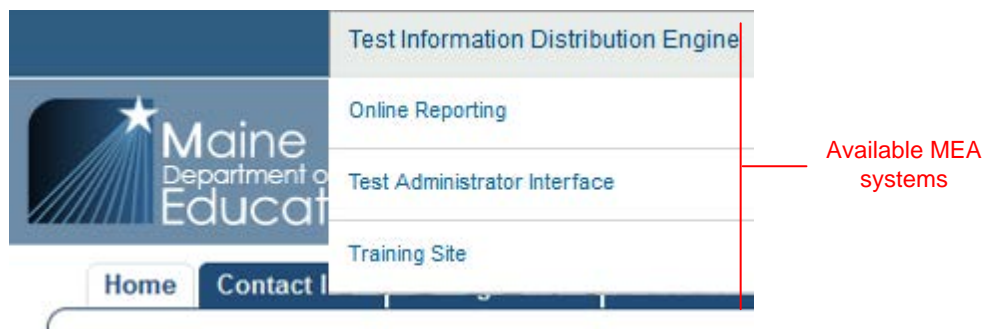 Test Information Distribution Engine
Online Reporting
Maine
Department o
Test Administrator Interface
Educat
Training Site
Home
Contact I
Available MEA
systems